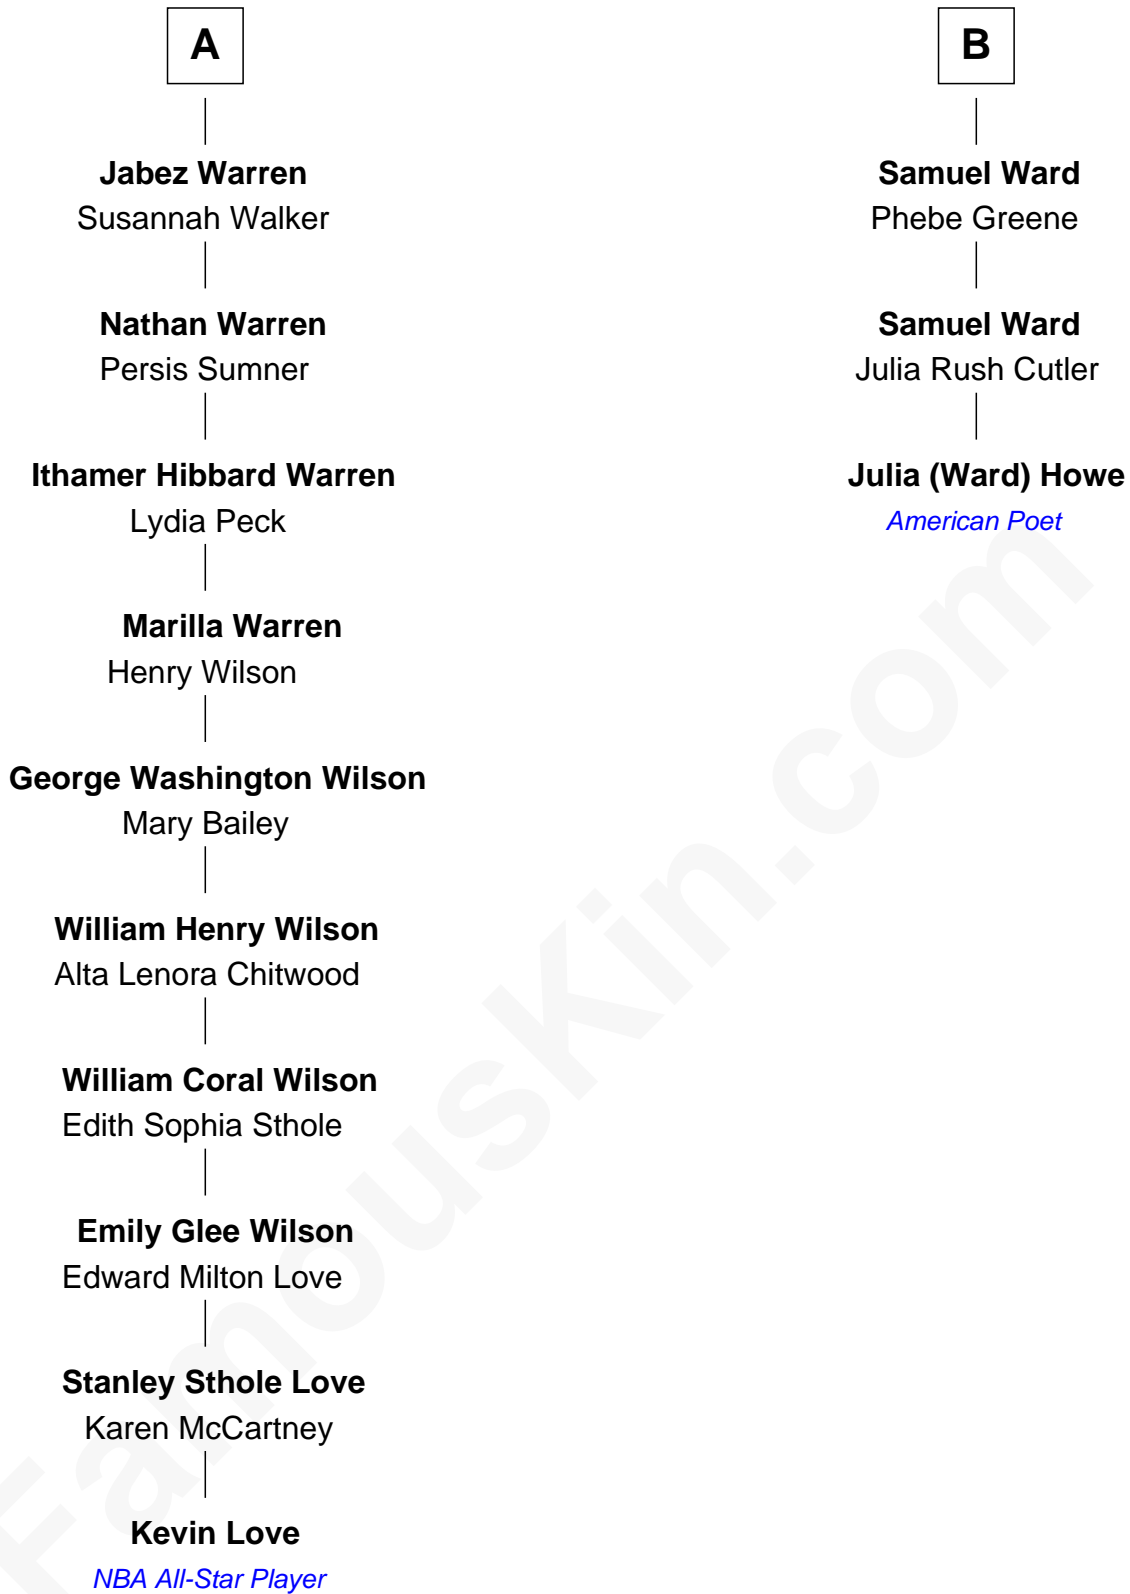 A
Jabez Warren
Susannah Walker
Nathan Warren
Persis Sumner
Ithamer Hibbard Warren
Lydia Peck
Marilla Warren
Henry Wilson
George Washington Wilson
Mary Bailey
William Henry Wilson
Alta Lenora Chitwood
William Coral Wilson
Edith Sophia Sthole
Emily Glee Wilson
Edward Milton Love
Stanley Sthole Love
Karen McCartney
Kevin Love
NBA All-Star Player
B
Samuel Ward
Phebe Greene
Samuel Ward
Julia Rush Cutler
Julia (Ward) Howe
American Poet
FamousKin.com